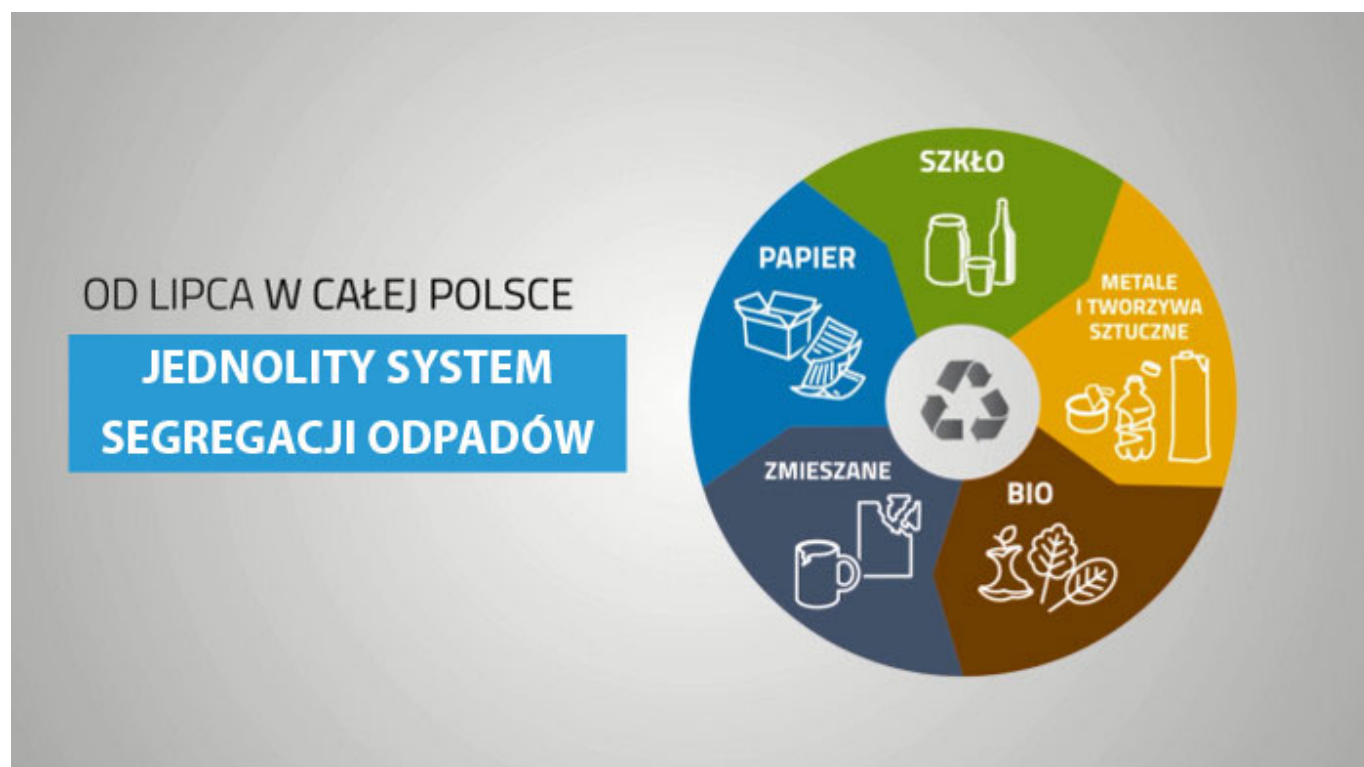 OD LIPCA W CAŁEJ POLSCE
JEDNOLITY SYSTEM
SEGREGACJI ODPADÓW
SZKŁO
PAPIER
METALE
I TWORZYWA
SZTUCZNE
ZMIESZANE
BIO